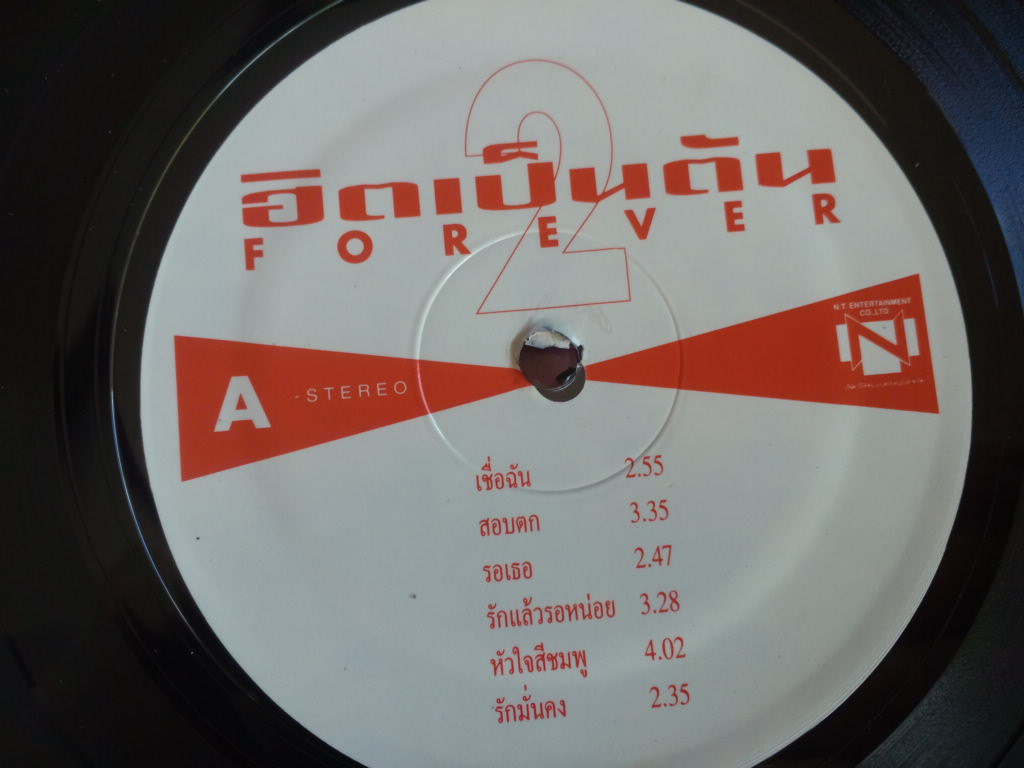 2
ฮิตเป็นตัน
FOREVER
N.T. ENTERTAINMENT
CO.,LTD
N
A
-STEREO
เชื่อฉัน 2.55
สอบตก 3.35
รอเธอ 2.47
รักแล้วรอหน่อย 3.28
หัวใจสีชมพู 4.02
รักมั่นคง 2.35